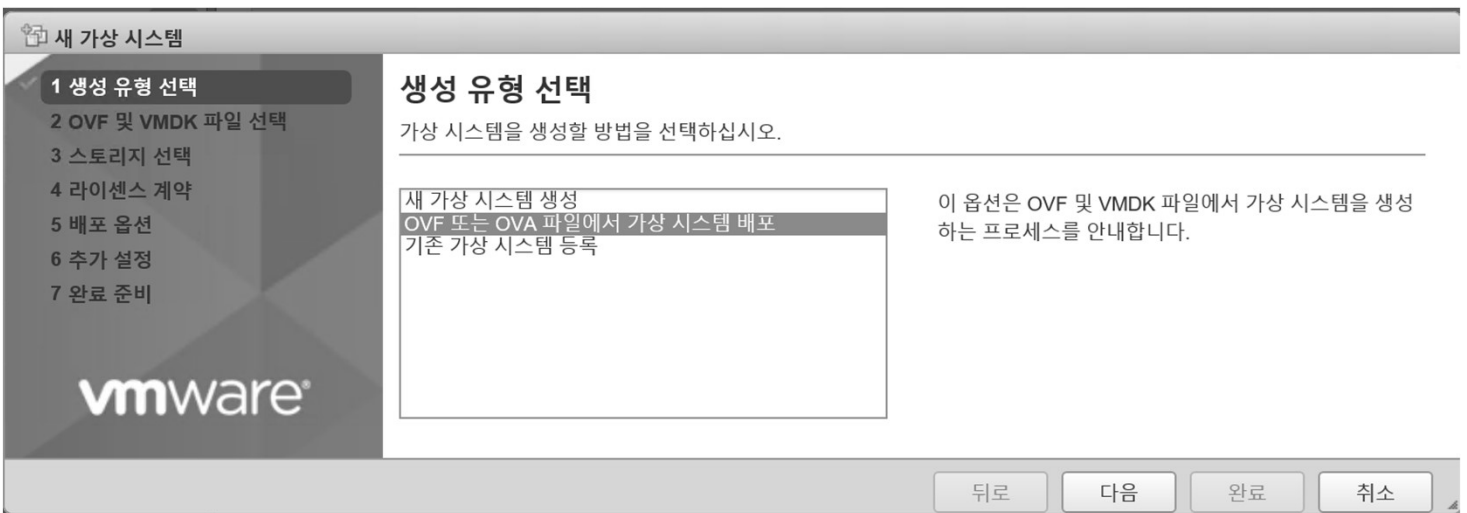 새 가상 시스템
1 생성 유형 선택
2 OVF 및 VMDK 파일 선택
3 스토리지 선택
4 라이센스 계약
5 배포 옵션
6 추가 설정
7 완료 준비
vmware®
생성 유형 선택
가상 시스템을 생성할 방법을 선택하십시오.
새 가상 시스템 생성
OVF 또는 OVA 파일에서 가상 시스템 배포
기존 가상 시스템 등록
이 옵션은 OVF 및 VMDK 파일에서 가상 시스템을 생성
하는 프로세스를 안내합니다.
뒤로
다음
완료
취소